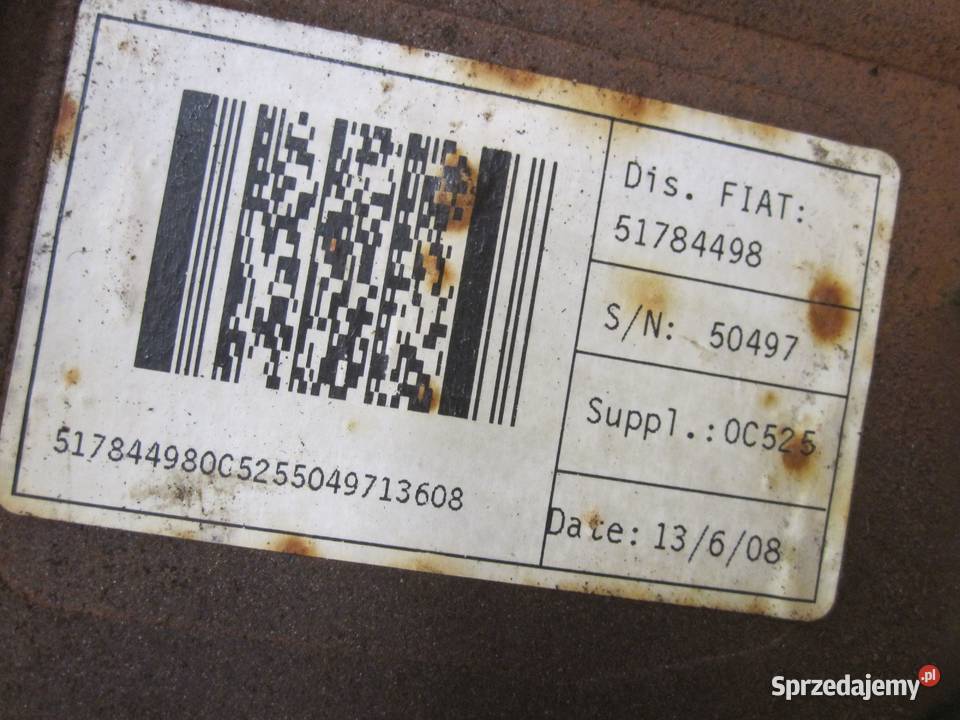 Dis. FIAT:
51784498
S/N: 50497
Suppl.:0C525
Date: 13/6/08
517844980C5255049713608
Sprzedajemy.pl